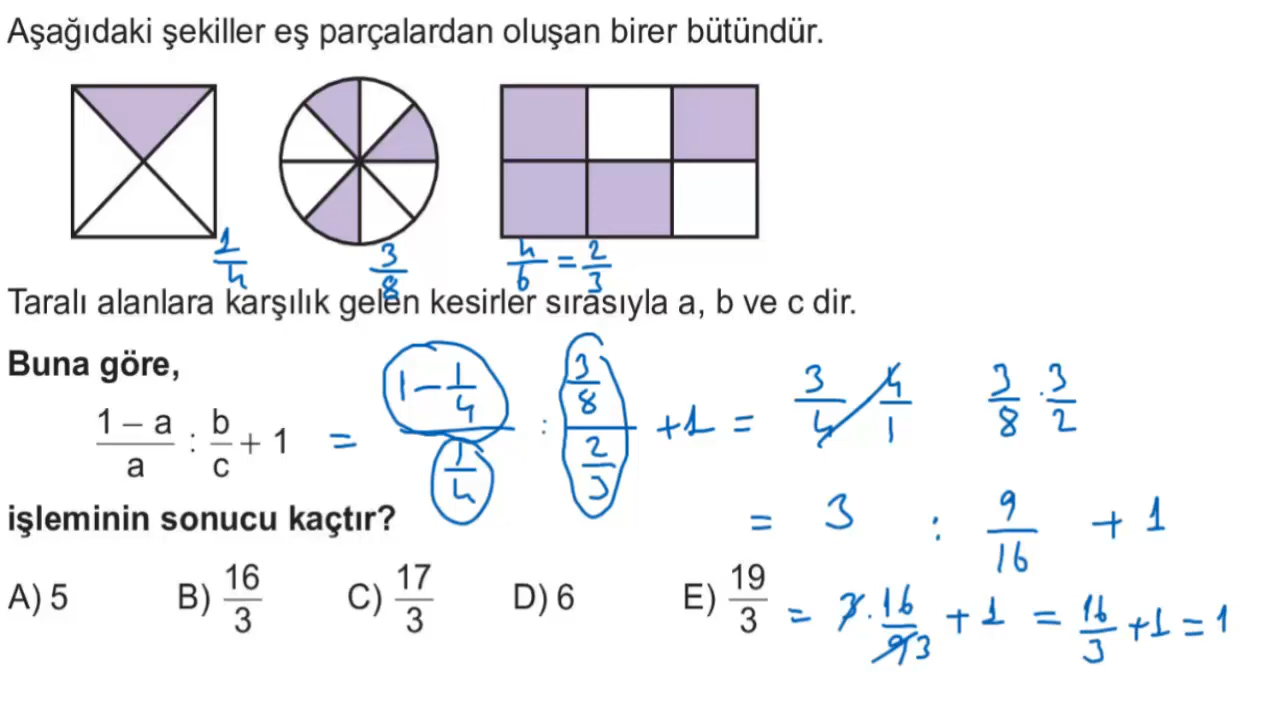 Aşağıdaki şekiller eş parçalardan oluşan birer bütündür.
1/4 3/8 4/6 = 2/3
Taralı alanlara karşılık gelen kesirler sırasıyla a, b ve c dir.
Buna göre,
(1 – a)/a : b/c + 1 = (1 – 1/4)/(1/4) : (3/8)/(2/3) + 1 = 3/4 4/1 3/8 · 3/2
işleminin sonucu kaçtır?
= 3 : 9/16 + 1
A) 5 B) 16/3 C) 17/3 D) 6 E) 19/3
= 3 · 16/9 3 + 1 = 16/3 + 1 = 1